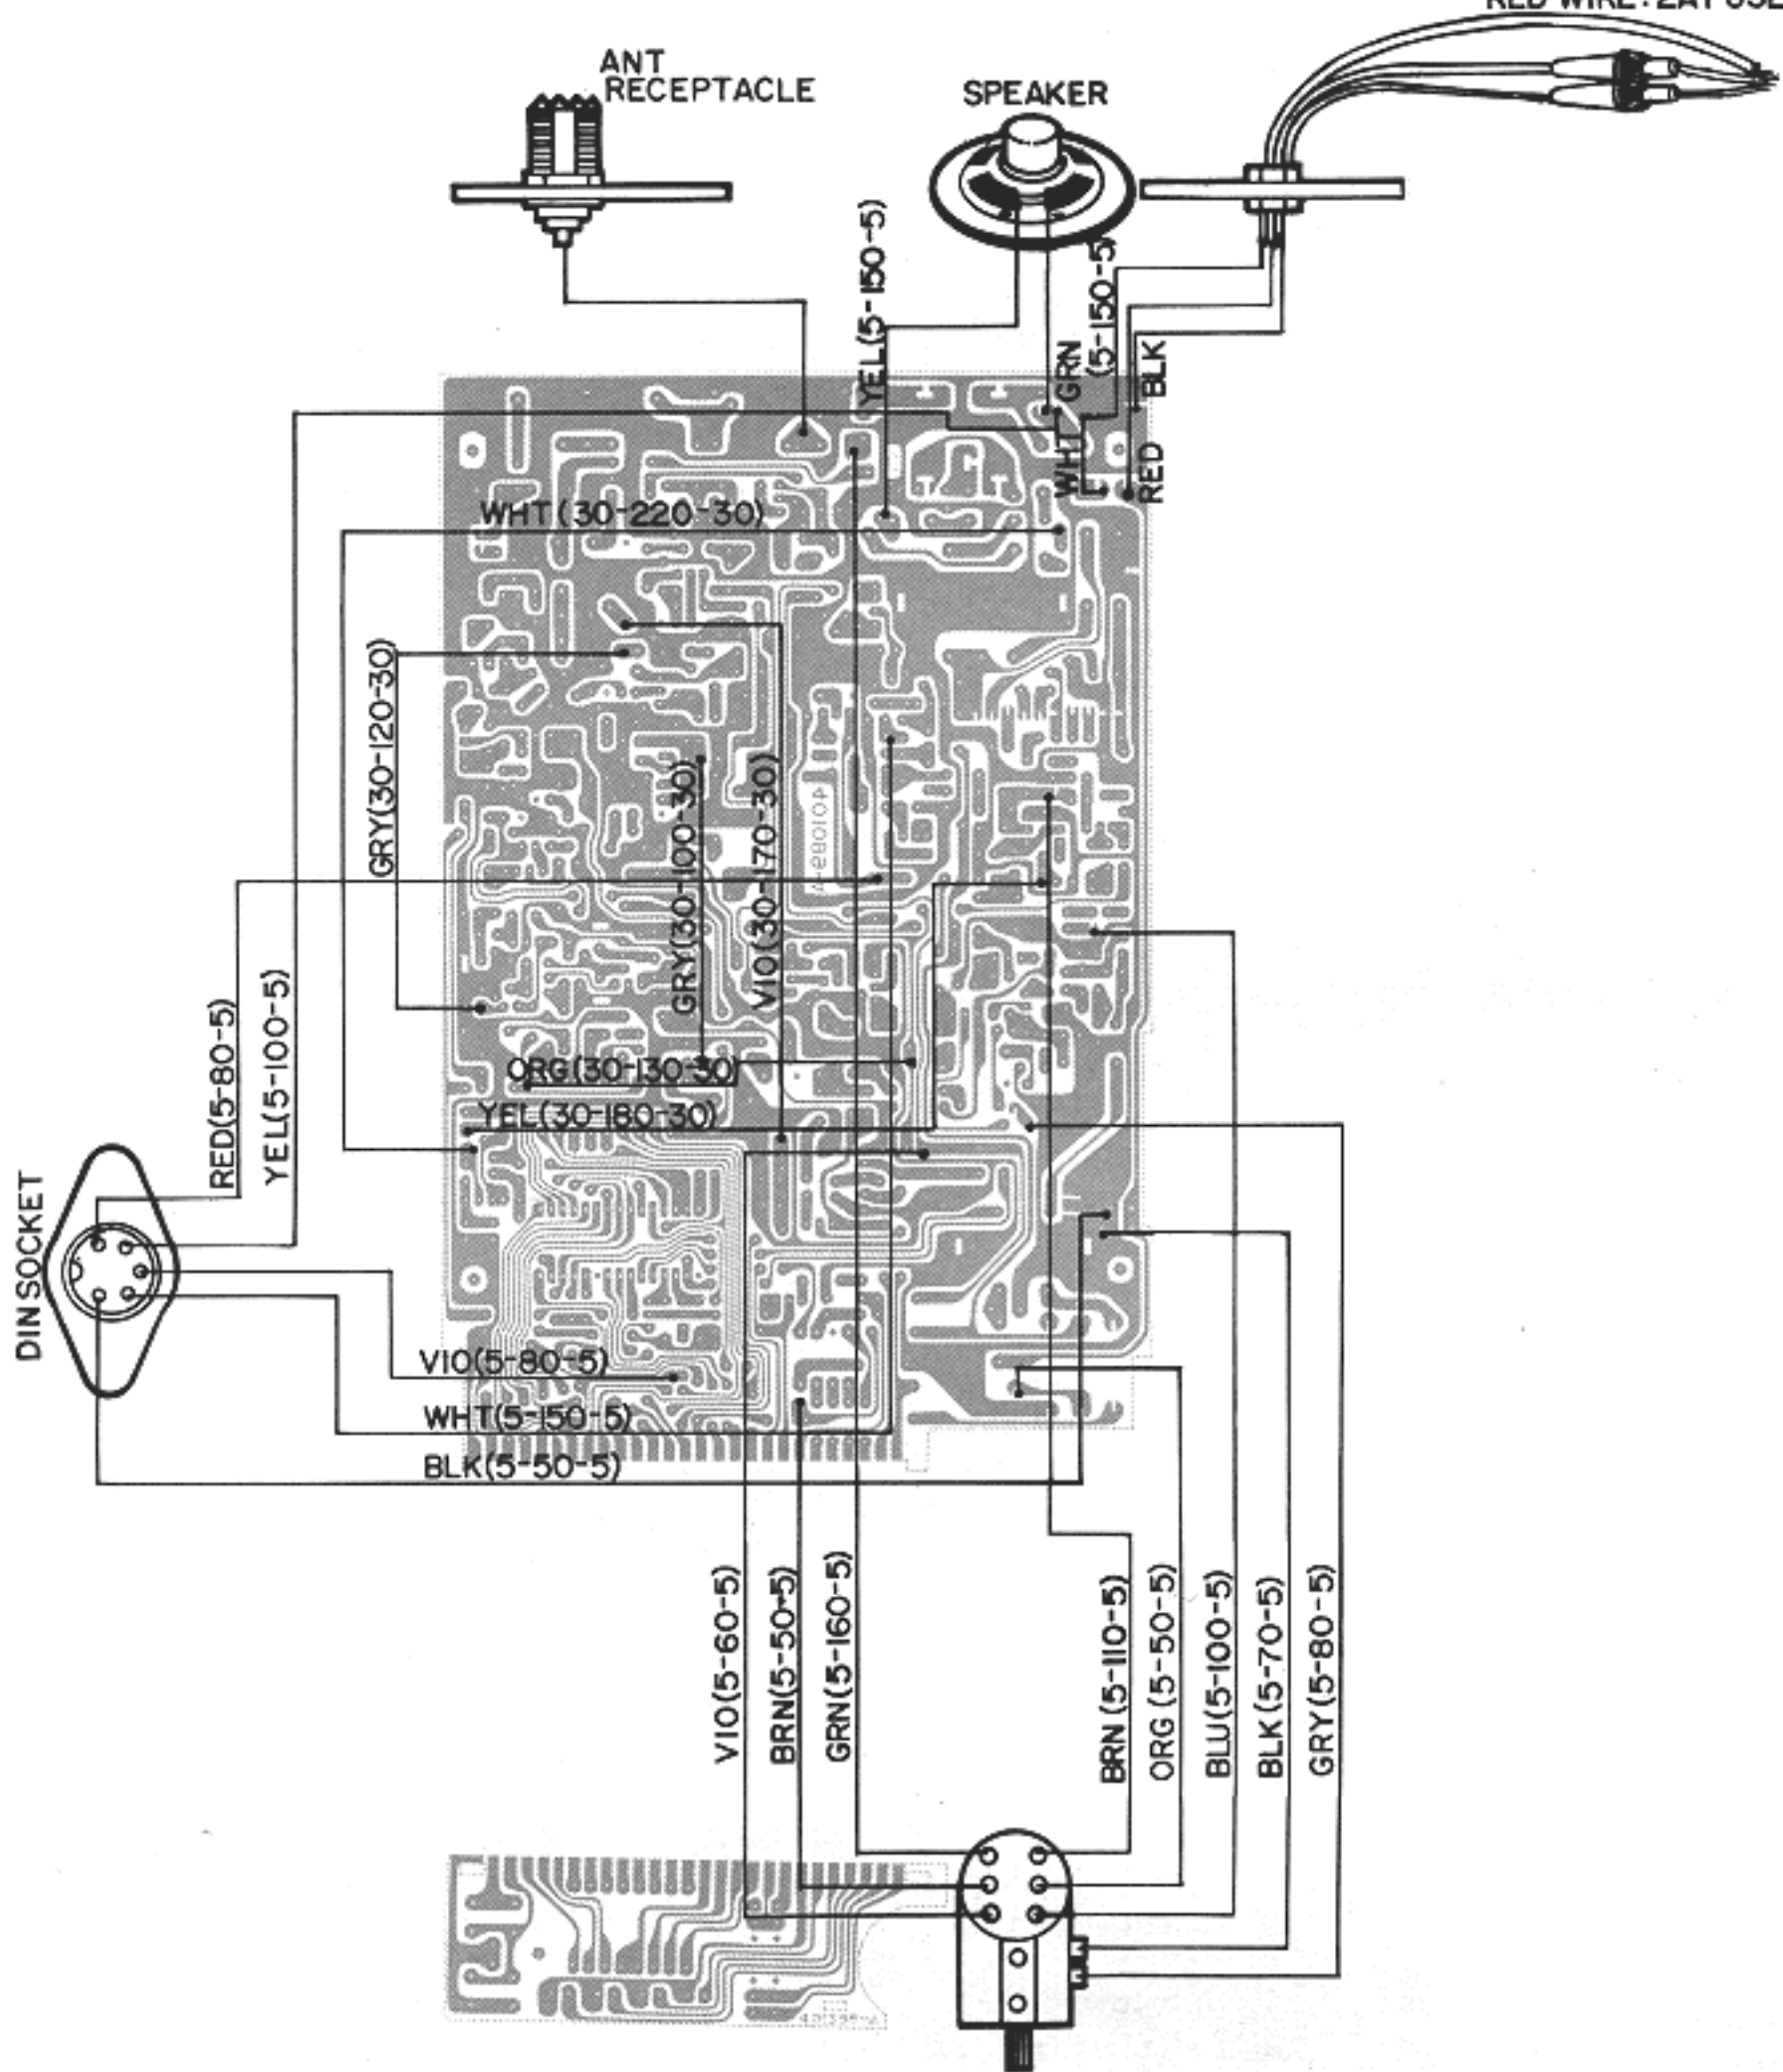 RED WIRE: 2A FUSE
ANT
RECEPTACLE
SPEAKER
YEL(5-150-5)
GRN
(5-150-5)
BLK
WHT
RED
WHT(30-220-30)
GRY(30-120-30)
GRY(30-100-30)
VIO(30-170-30)
RED(5-80-5)
YEL(5-100-5)
ORG(30-130-30)
YEL(30-180-30)
DIN SOCKET
VIO(5-80-5)
WHT(5-150-5)
BLK(5-50-5)
VIO(5-60-5)
BRN(5-50-5)
GRN(5-160-5)
BRN(5-110-5)
ORG(5-50-5)
BLU(5-100-5)
BLK(5-70-5)
GRY(5-80-5)